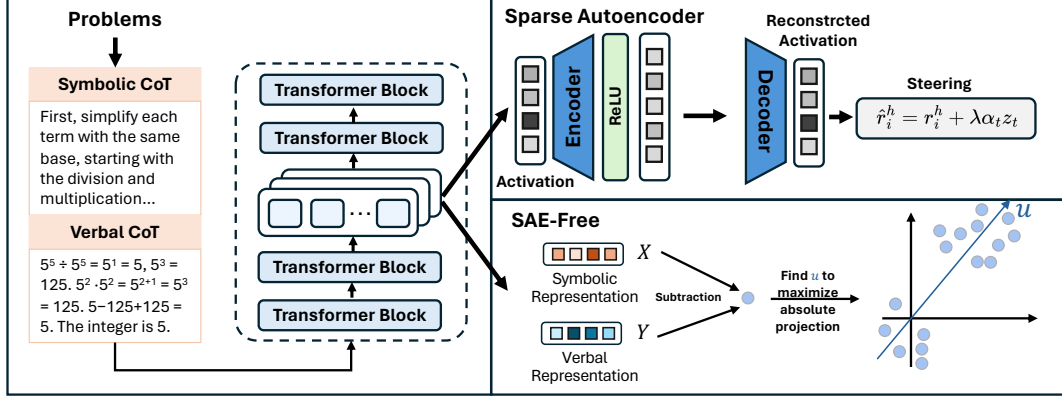 Problems
Symbolic CoT
First, simplify each
term with the same
base, starting with
the division and
multiplication...
Verbal CoT
5⁵ ÷ 5⁵ = 5¹ = 5, 5³ =
125. 5² ·5² = 5²⁺¹ = 5³
= 125. 5−125+125 =
5. The integer is 5.
Transformer Block
Transformer Block
...
Transformer Block
Transformer Block
Sparse Autoencoder
Activation
Encoder
ReLU
Decoder
Reconstrcted
Activation
Steering
r̂ᵢʰ = rᵢʰ + λαₜzₜ
SAE-Free
X
Symbolic
Representation
Y
Verbal
Representation
Subtraction
Find u to
maximize
absolute
projection
u